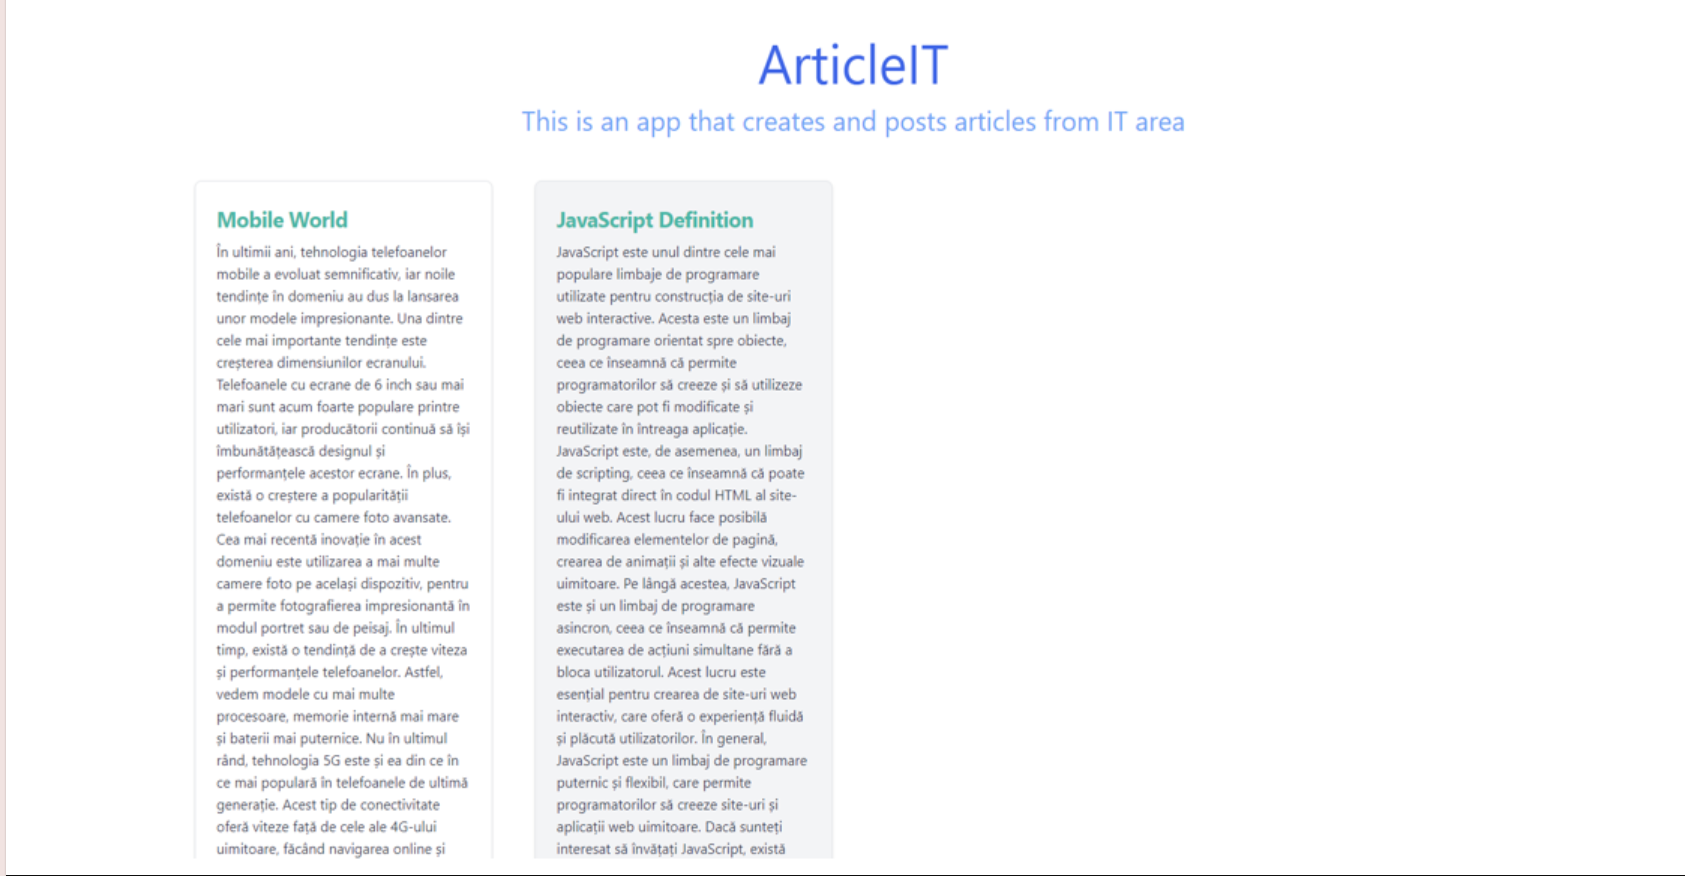 ArticleIT
This is an app that creates and posts articles from IT area
Mobile World
În ultimii ani, tehnologia telefoanelor
mobile a evoluat semnificativ, iar noile
tendințe în domeniu au dus la lansarea
unor modele impresionante. Una dintre
cele mai importante tendințe este
creșterea dimensiunilor ecranului.
Telefoanele cu ecrane de 6 inch sau mai
mari sunt acum foarte populare printre
utilizatori, iar producătorii continuă să își
îmbunătățească designul și
performanțele acestor ecrane. În plus,
există o creștere a popularității
telefoanelor cu camere foto avansate.
Cea mai recentă inovație în acest
domeniu este utilizarea a mai multe
camere foto pe același dispozitiv, pentru
a permite fotografierea impresionantă în
modul portret sau de peisaj. În ultimul
timp, există o tendință de a crește viteza
și performanțele telefoanelor. Astfel,
vedem modele cu mai multe
procesoare, memorie internă mai mare
și baterii mai puternice. Nu în ultimul
rând, tehnologia 5G este și ea din ce în
ce mai populară în telefoanele de ultimă
generație. Acest tip de conectivitate
oferă viteze față de cele ale 4G-ului
uimitoare, făcând navigarea online și
JavaScript Definition
JavaScript este unul dintre cele mai
populare limbaje de programare
utilizate pentru construcția de site-uri
web interactive. Acesta este un limbaj
de programare orientat spre obiecte,
ceea ce înseamnă că permite
programatorilor să creeze și să utilizeze
obiecte care pot fi modificate și
reutilizate în întreaga aplicație.
JavaScript este, de asemenea, un limbaj
de scripting, ceea ce înseamnă că poate
fi integrat direct în codul HTML al site-
ului web. Acest lucru face posibilă
modificarea elementelor de pagină,
crearea de animații și alte efecte vizuale
uimitoare. Pe lângă acestea, JavaScript
este și un limbaj de programare
asincron, ceea ce înseamnă că permite
executarea de acțiuni simultane fără a
bloca utilizatorul. Acest lucru este
esențial pentru crearea de site-uri web
interactiv, care oferă o experiență fluidă
și plăcută utilizatorilor. În general,
JavaScript este un limbaj de programare
puternic și flexibil, care permite
programatorilor să creeze site-uri și
aplicații web uimitoare. Dacă sunteți
interesat să învățați JavaScript, există